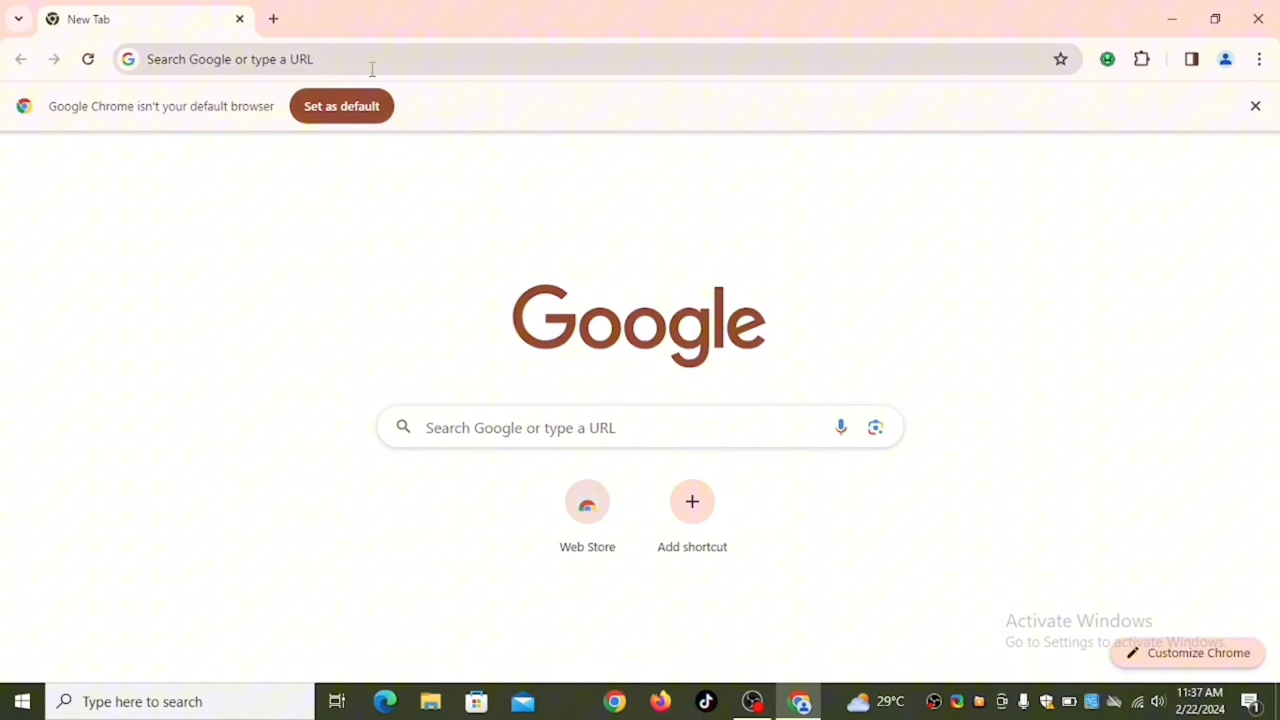 New Tab
Search Google or type a URL
Google Chrome isn't your default browser
Set as default
Google
Search Google or type a URL
Web Store
Add shortcut
Activate Windows
Go to Settings to activate Windows.
Customize Chrome
Type here to search
29°C
11:37 AM
2/22/2024
1